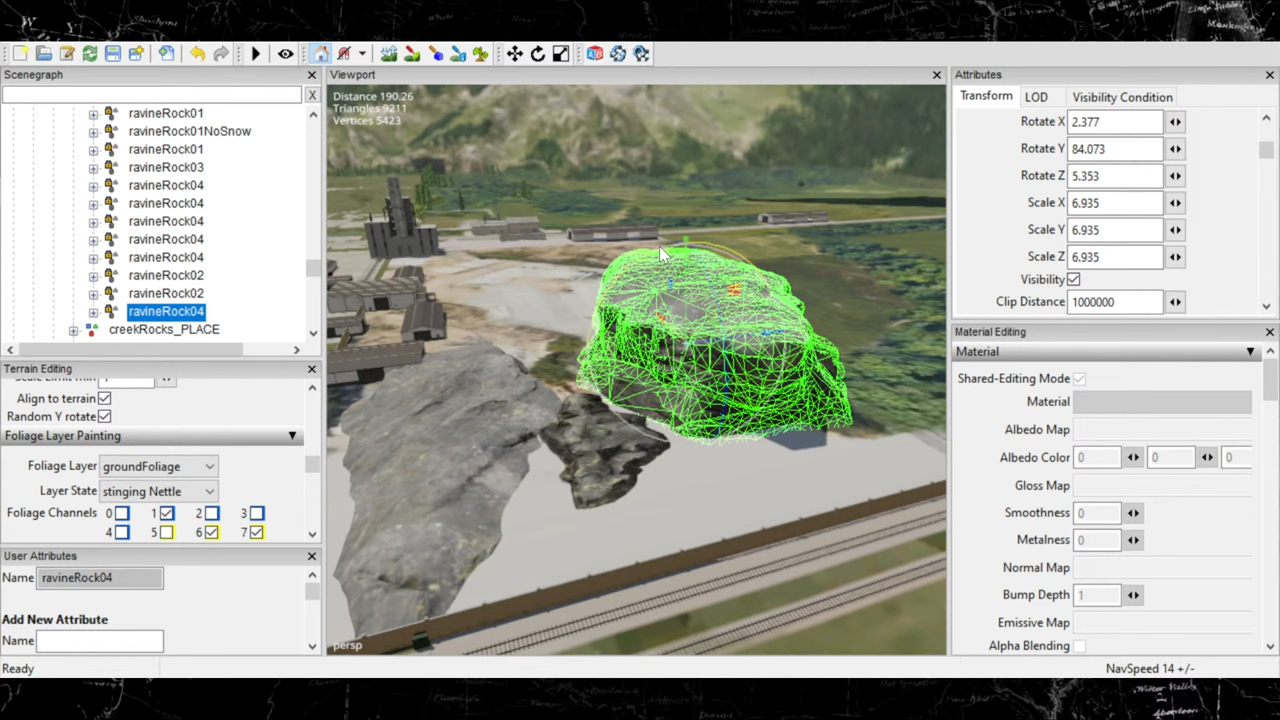 Scenegraph
X
ravineRock01
ravineRock01NoSnow
ravineRock01
ravineRock03
ravineRock04
ravineRock04
ravineRock04
ravineRock04
ravineRock04
ravineRock02
ravineRock02
ravineRock04
creekRocks_PLACE
Terrain Editing
Align to terrain
Random Y rotate
Foliage Layer Painting
Foliage Layer groundFoliage
Layer State stinging Nettle
Foliage Channels 0 1 2 3
4 5 6 7
User Attributes
Name ravineRock04
Add New Attribute
Name
Ready
Viewport
Distance 190.26
Triangles 9211
Vertices 5423
persp
Attributes
Transform LOD Visibility Condition
Rotate X 2.377
Rotate Y 84.073
Rotate Z 5.353
Scale X 6.935
Scale Y 6.935
Scale Z 6.935
Visibility
Clip Distance 1000000
Material Editing
Material
Shared-Editing Mode
Material
Albedo Map
Albedo Color 0 0 0
Gloss Map
Smoothness 0
Metalness 0
Normal Map
Bump Depth 1
Emissive Map
Alpha Blending
NavSpeed 14 +/-